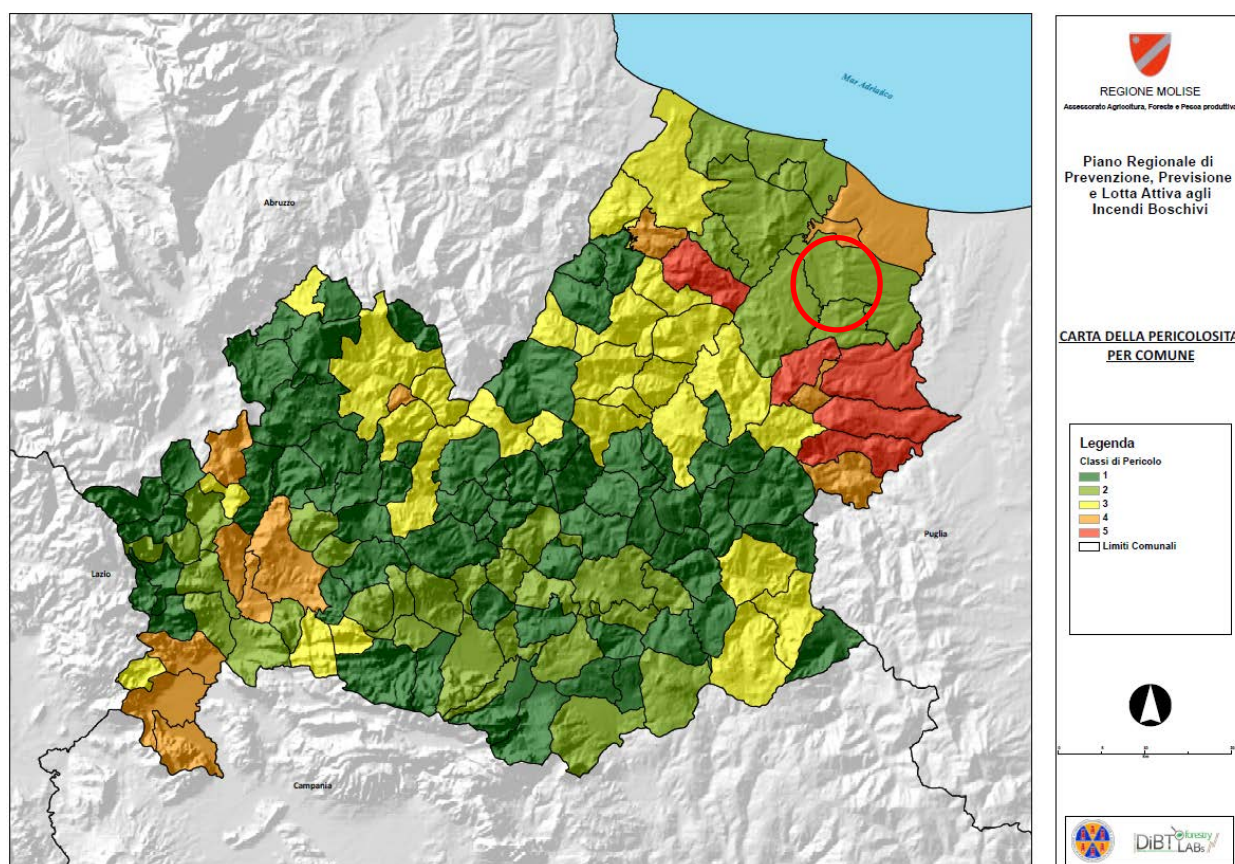 Mar Adriatico
Abruzzo
Lazio
Puglia
Campania
REGIONE MOLISE
Assessorato Agricoltura, Foreste e Pesca produttiva
Piano Regionale di
Prevenzione, Previsione
e Lotta Attiva agli
Incendi Boschivi
CARTA DELLA PERICOLOSITA
PER COMUNE
Legenda
Classi di Pericolo
1
2
3
4
5
Limiti Comunali
DiBT forestry
LABs